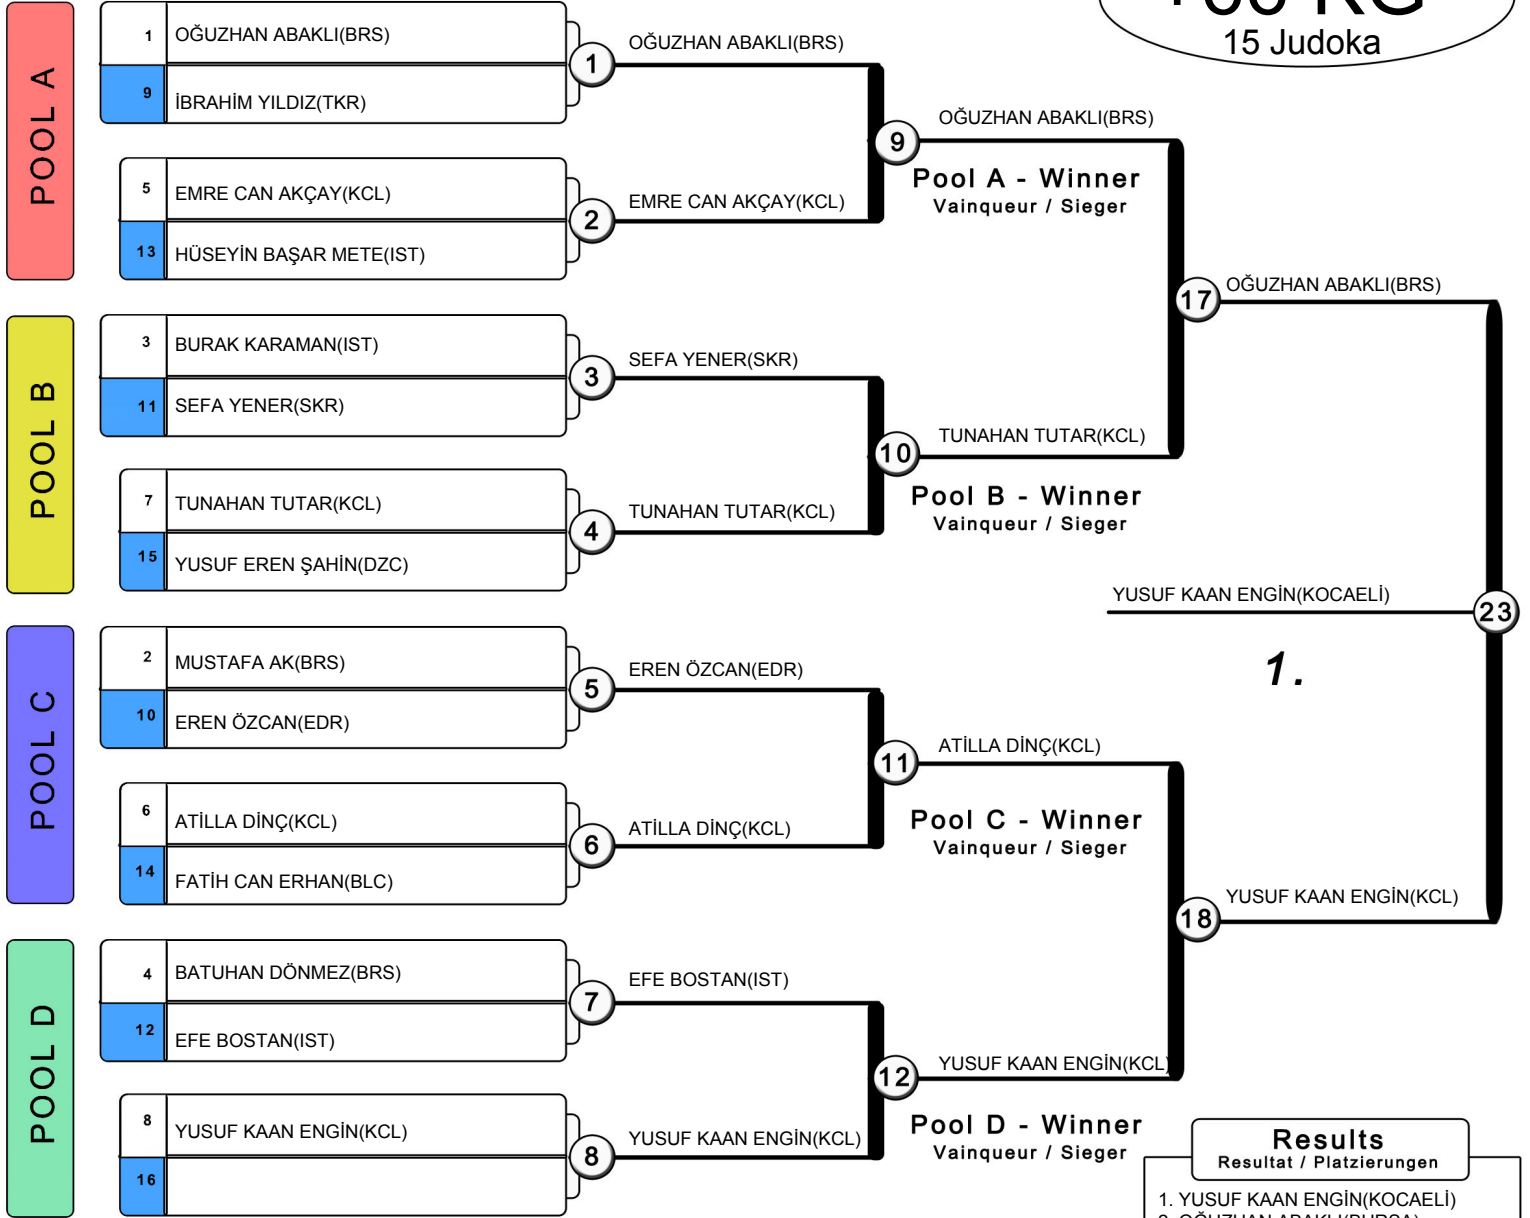 KG
15 Judoka
POOL A
1 OĞUZHAN ABAKLI(BRS)
9 İBRAHİM YILDIZ(TKR)
1
OĞUZHAN ABAKLI(BRS)
5 EMRE CAN AKÇAY(KCL)
13 HÜSEYİN BAŞAR METE(IST)
2
EMRE CAN AKÇAY(KCL)
9
OĞUZHAN ABAKLI(BRS)
Pool A - Winner
Vainqueur / Sieger
POOL B
3 BURAK KARAMAN(IST)
11 SEFA YENER(SKR)
3
SEFA YENER(SKR)
7 TUNAHAN TUTAR(KCL)
15 YUSUF EREN ŞAHİN(DZC)
4
TUNAHAN TUTAR(KCL)
10
TUNAHAN TUTAR(KCL)
Pool B - Winner
Vainqueur / Sieger
17
OĞUZHAN ABAKLI(BRS)
POOL C
2 MUSTAFA AK(BRS)
10 EREN ÖZCAN(EDR)
5
EREN ÖZCAN(EDR)
6 ATİLLA DİNÇ(KCL)
14 FATİH CAN ERHAN(BLC)
6
ATİLLA DİNÇ(KCL)
11
ATİLLA DİNÇ(KCL)
Pool C - Winner
Vainqueur / Sieger
POOL D
4 BATUHAN DÖNMEZ(BRS)
12 EFE BOSTAN(IST)
7
EFE BOSTAN(IST)
8 YUSUF KAAN ENGİN(KCL)
16
8
YUSUF KAAN ENGİN(KCL)
12
YUSUF KAAN ENGİN(KCL)
Pool D - Winner
Vainqueur / Sieger
18
YUSUF KAAN ENGİN(KCL)
YUSUF KAAN ENGİN(KOCAELİ)
23
1.
Results
Resultat / Platzierungen
1. YUSUF KAAN ENGİN(KOCAELİ)
2. OĞUZHAN ABAKLI(BURSA)